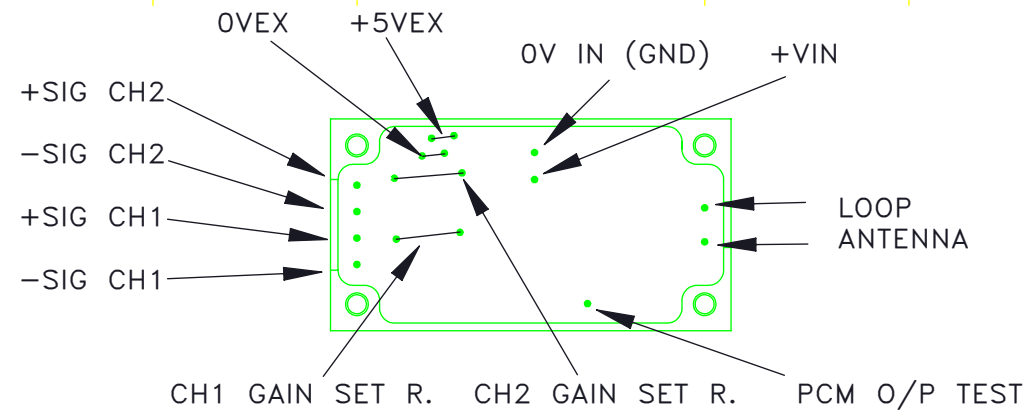 0VEX
+5VEX
0V IN (GND)
+VIN
+SIG CH2
-SIG CH2
+SIG CH1
-SIG CH1
LOOP
ANTENNA
CH1 GAIN SET R.
CH2 GAIN SET R.
PCM O/P TEST